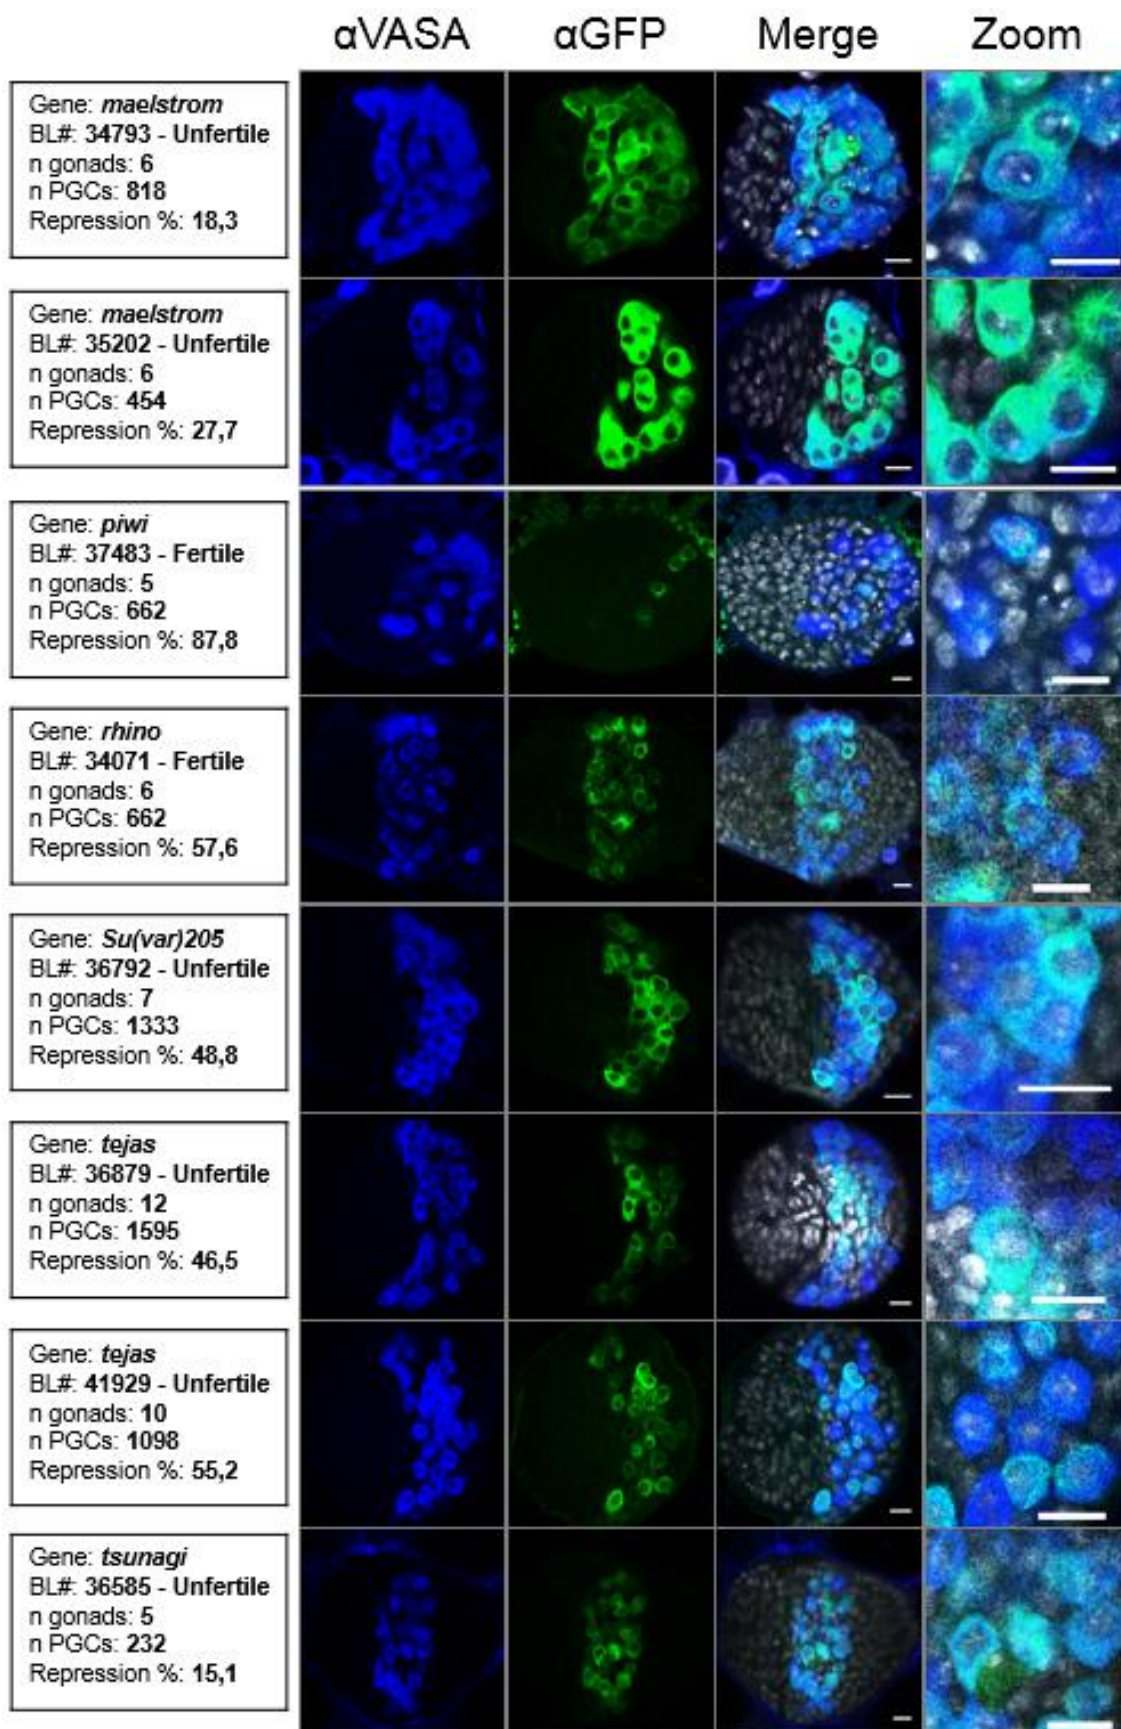 αVASA αGFP Merge Zoom
Gene: maelstrom
BL#: 34793 - Unfertile
n gonads: 6
n PGCs: 818
Repression %: 18,3
Gene: maelstrom
BL#: 35202 - Unfertile
n gonads: 6
n PGCs: 454
Repression %: 27,7
Gene: piwi
BL#: 37483 - Fertile
n gonads: 5
n PGCs: 662
Repression %: 87,8
Gene: rhino
BL#: 34071 - Fertile
n gonads: 6
n PGCs: 662
Repression %: 57,6
Gene: Su(var)205
BL#: 36792 - Unfertile
n gonads: 7
n PGCs: 1333
Repression %: 48,8
Gene: tejas
BL#: 36879 - Unfertile
n gonads: 12
n PGCs: 1595
Repression %: 46,5
Gene: tejas
BL#: 41929 - Unfertile
n gonads: 10
n PGCs: 1098
Repression %: 55,2
Gene: tsunagi
BL#: 36585 - Unfertile
n gonads: 5
n PGCs: 232
Repression %: 15,1